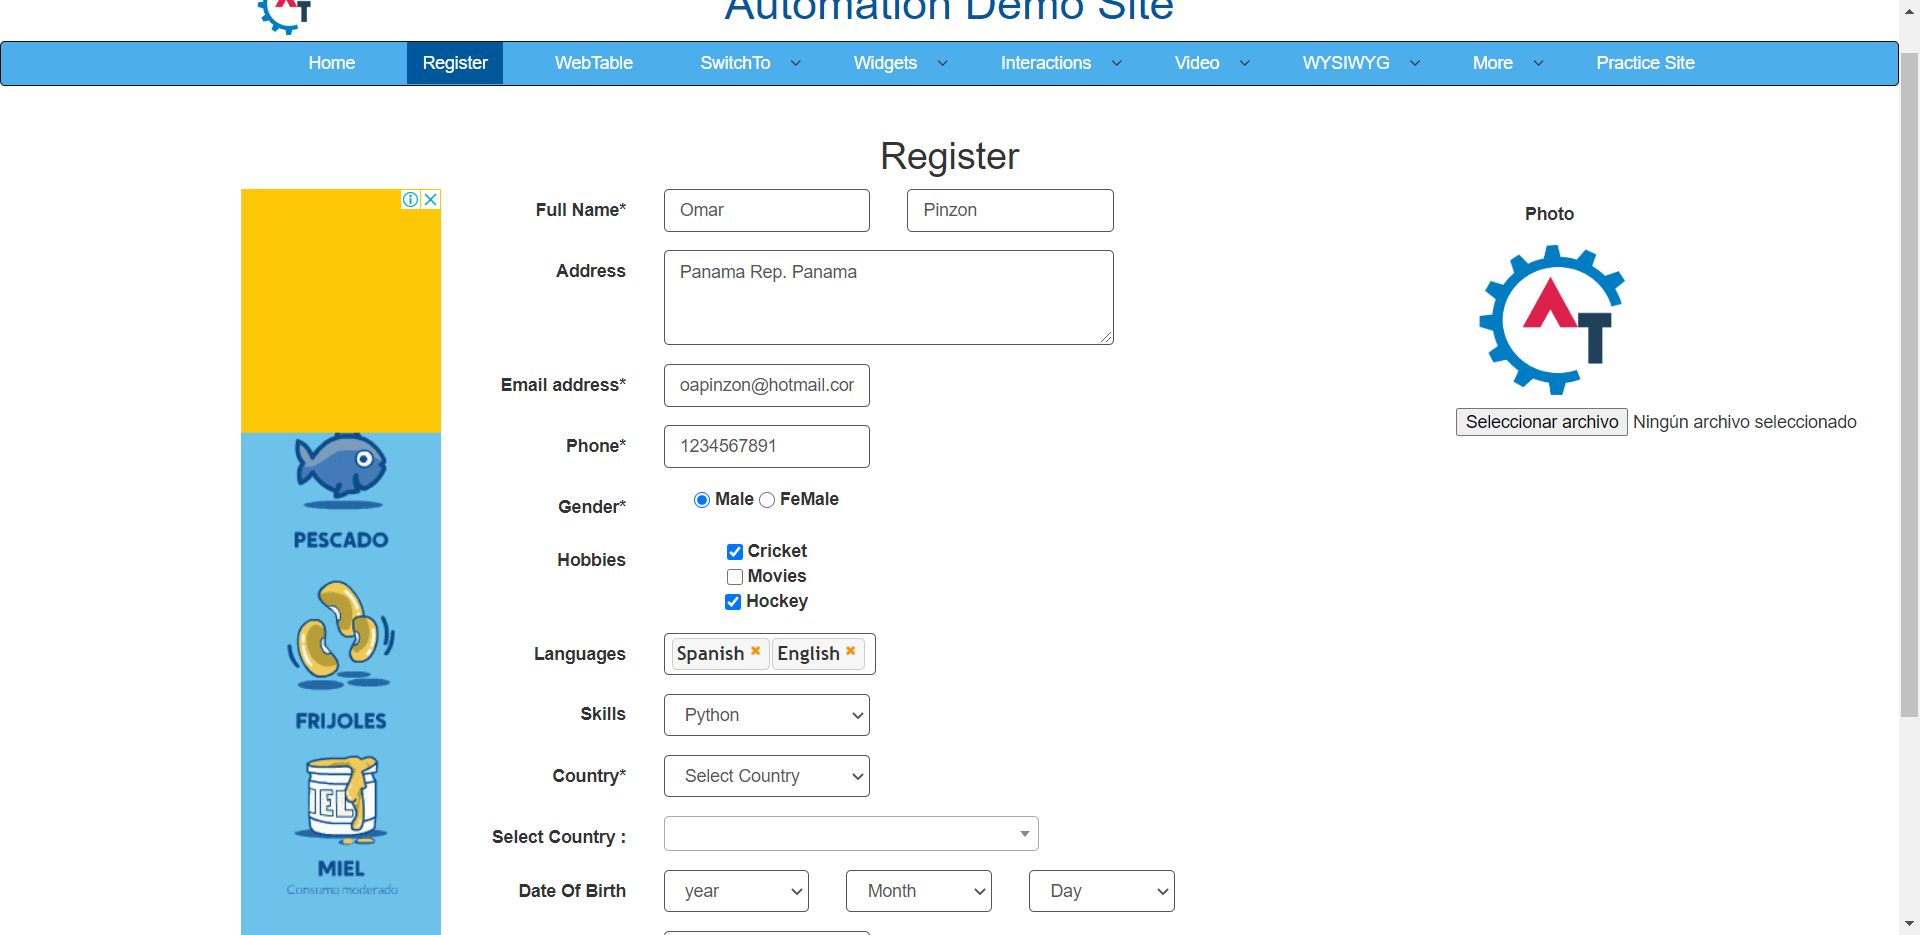 Automation Demo Site
Home Register WebTable SwitchTo Widgets Interactions Video WYSIWYG More Practice Site
Register
Full Name* Omar Pinzon
Photo
Address Panama Rep. Panama
AT
Email address* oapinzon@hotmail.cor
Seleccionar archivo Ningún archivo seleccionado
Phone* 1234567891
Gender* Male FeMale
Hobbies Cricket
Movies
Hockey
Languages Spanish English
Skills Python
Country* Select Country
Select Country :
Date Of Birth year Month Day
PESCADO
FRIJOLES
IEL
MIEL
Consumo moderado